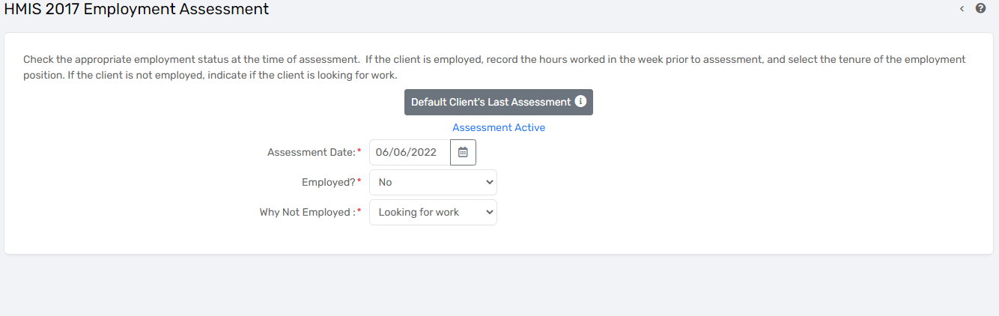 HMIS 2017 Employment Assessment
Check the appropriate employment status at the time of assessment.  If the client is employed, record the hours worked in the week prior to assessment, and select the tenure of the employment
position. If the client is not employed, indicate if the client is looking for work.
Default Client's Last Assessment
Assessment Active
Assessment Date:* 06/06/2022
Employed?* No
Why Not Employed :* Looking for work